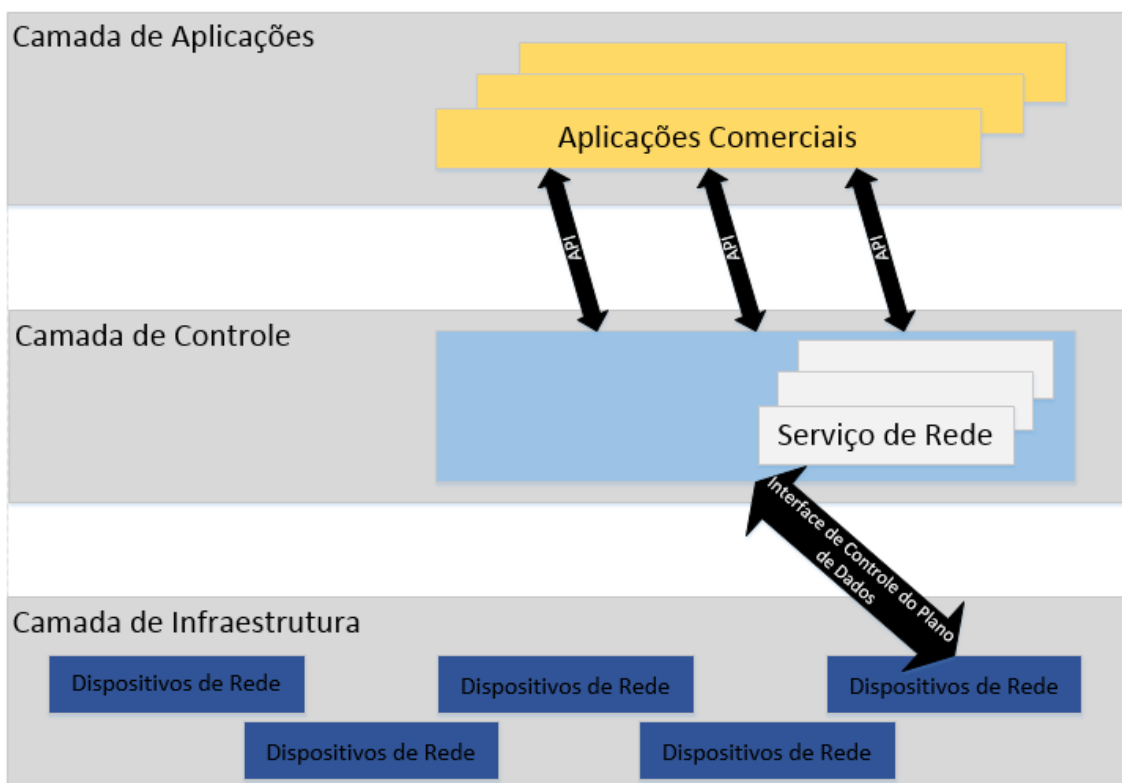 Camada de Aplicações
Aplicações Comerciais
API
API
API
Camada de Controle
Serviço de Rede
Interface de Controle do Plano
de Dados
Camada de Infraestrutura
Dispositivos de Rede
Dispositivos de Rede
Dispositivos de Rede
Dispositivos de Rede
Dispositivos de Rede